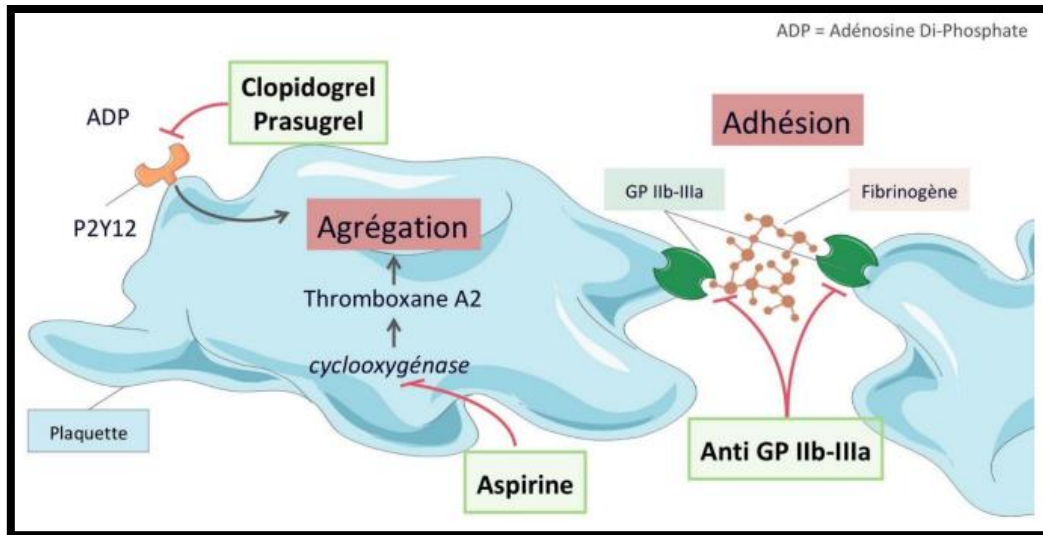 ADP = Adénosine Di-Phosphate
Clopidogrel
Prasugrel
ADP
Adhésion
GP IIb-IIIa
Fibrinogène
P2Y12
Agrégation
Thromboxane A2
cyclooxygénase
Plaquette
Anti GP IIb-IIIa
Aspirine